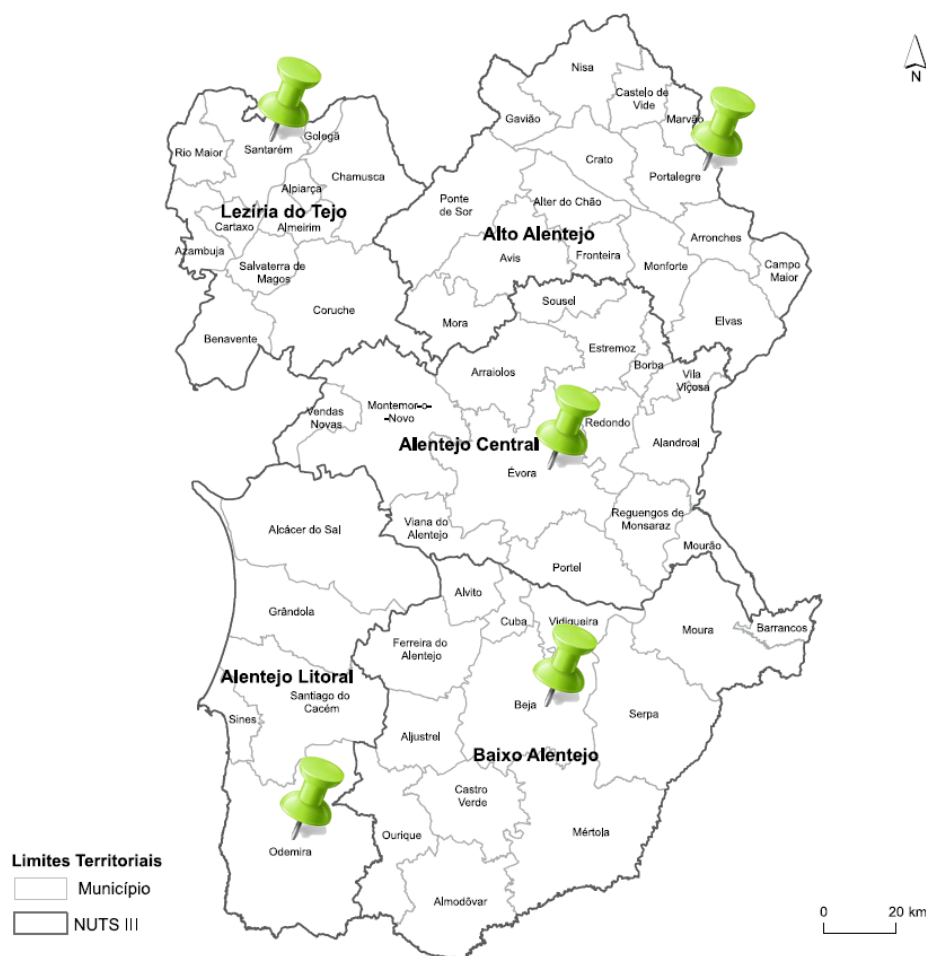 Nisa
N
Castelo de
Vide
Gavião
Marvão
Golegã
Rio Maior
Santarém
Crato
Chamusca
Portalegre
Alpiarça
Ponte
de Sor
Alter do Chão
Lezíria do Tejo
Cartaxo
Almeirim
Alto Alentejo
Arronches
Azambuja
Avis
Fronteira
Monforte
Campo
Maior
Salvaterra de
Magos
Sousel
Coruche
Mora
Elvas
Benavente
Estremoz
Arraiolos
Borba
Vila
Viçosa
Vendas
Novas
Montemor-o-
-Novo
Redondo
Alentejo Central
Alandroal
Évora
Reguengos de
Monsaraz
Alcácer do Sal
Viana do
Alentejo
Mourão
Portel
Alvito
Grândola
Cuba
Vidigueira
Moura
Barrancos
Ferreira do
Alentejo
Alentejo Litoral
Santiago do
Cacém
Beja
Sines
Serpa
Aljustrel
Baixo Alentejo
Castro
Verde
Ourique
Mértola
Odemira
Almodôvar
Limites Territoriais
Município
NUTS III
0 20 km